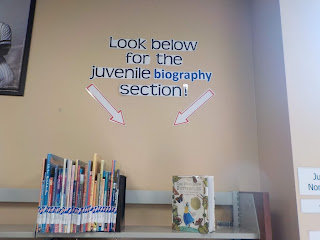 Look below
for the
juvenile biography
section!